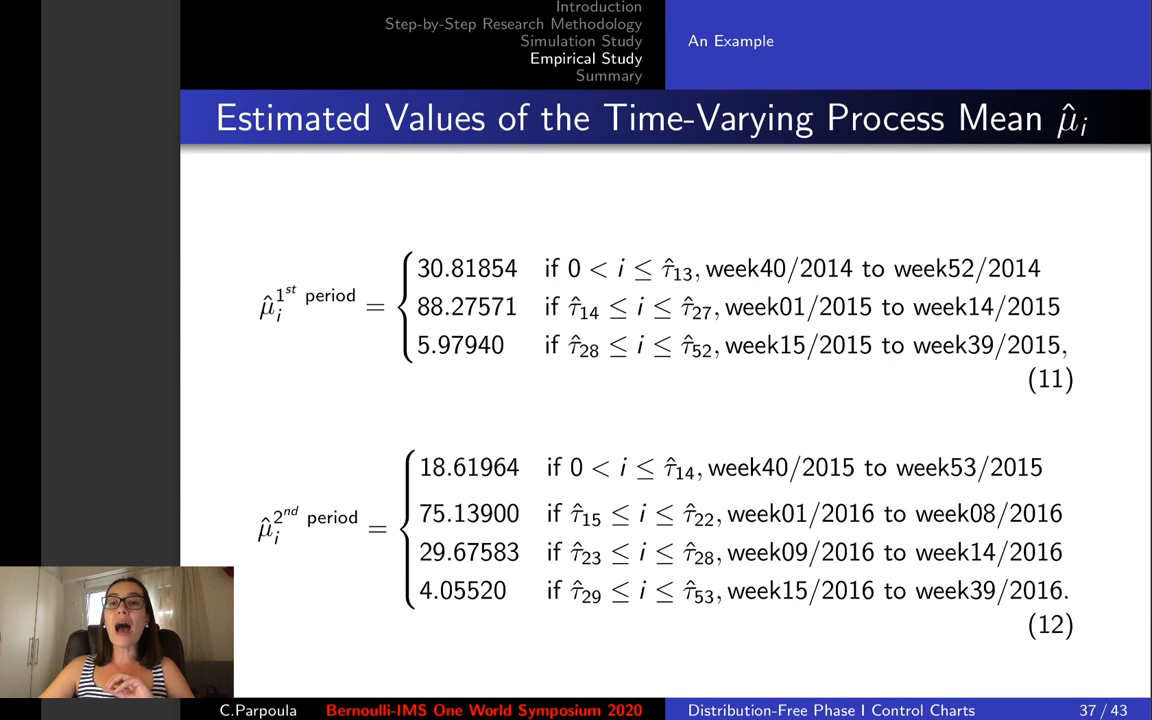 Introduction
Step-by-Step Research Methodology
Simulation Study
Empirical Study
Summary
An Example
Estimated Values of the Time-Varying Process Mean μ̂ᵢ
μ̂ᵢ^{1^{st} period} =
30.81854 if 0 < i ≤ τ̂₁₃, week40/2014 to week52/2014
88.27571 if τ̂₁₄ ≤ i ≤ τ̂₂₇, week01/2015 to week14/2015
5.97940 if τ̂₂₈ ≤ i ≤ τ̂₅₂, week15/2015 to week39/2015,
(11)
μ̂ᵢ^{2^{nd} period} =
18.61964 if 0 < i ≤ τ̂₁₄, week40/2015 to week53/2015
75.13900 if τ̂₁₅ ≤ i ≤ τ̂₂₂, week01/2016 to week08/2016
29.67583 if τ̂₂₃ ≤ i ≤ τ̂₂₈, week09/2016 to week14/2016
4.05520 if τ̂₂₉ ≤ i ≤ τ̂₅₃, week15/2016 to week39/2016.
(12)
C.Parpoula Bernoulli-IMS One World Symposium 2020 Distribution-Free Phase I Control Charts 37 / 43